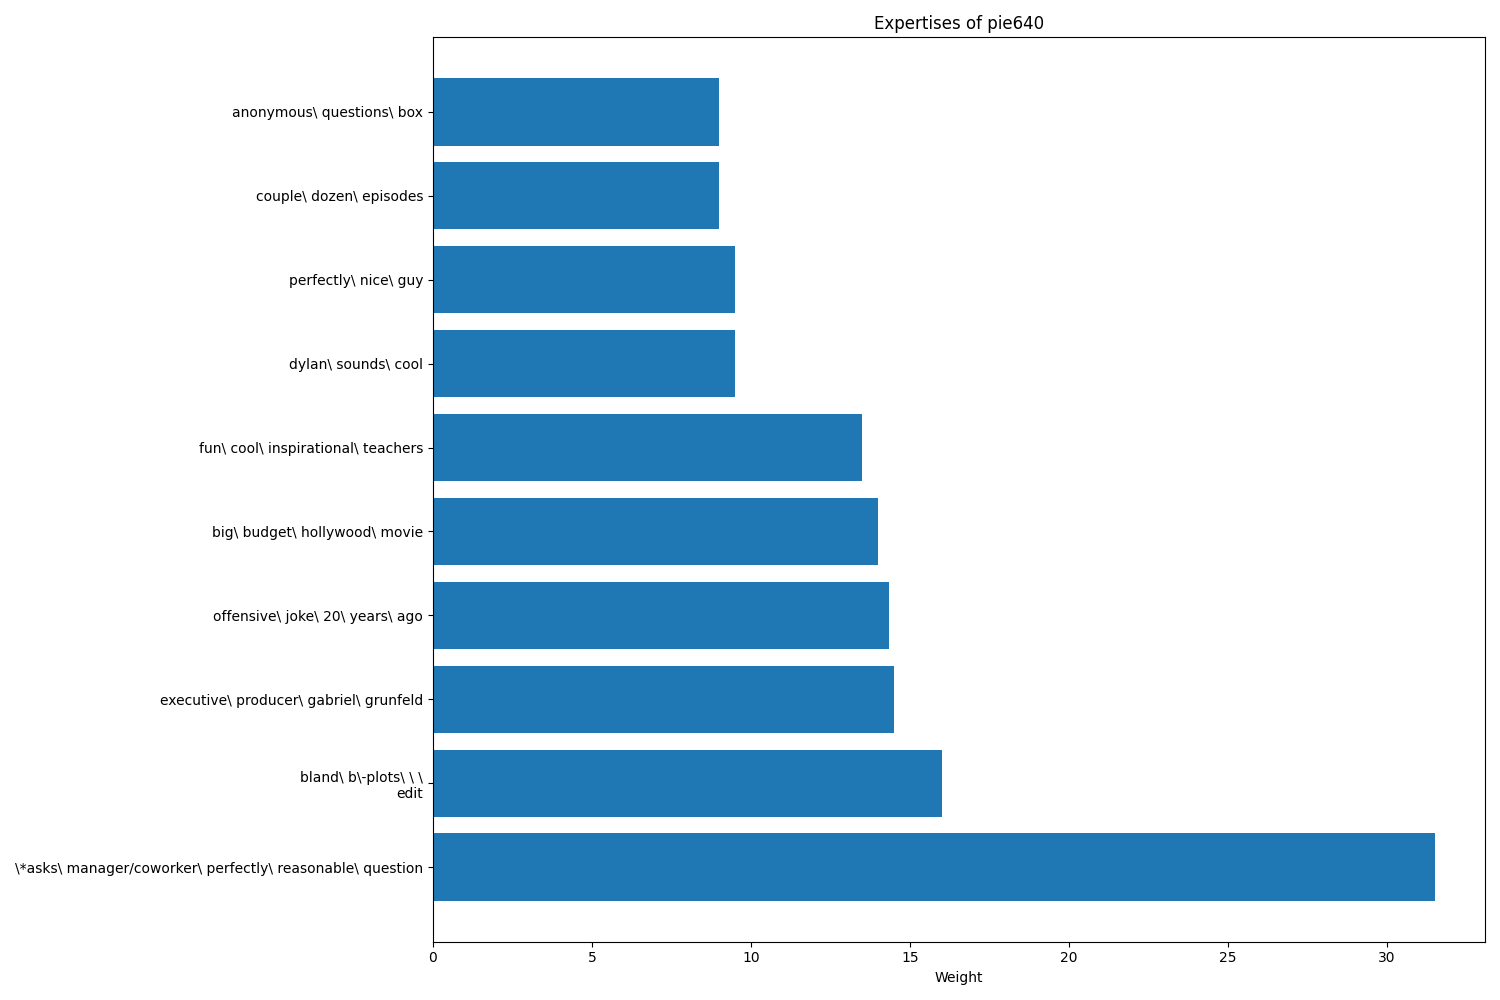 Expertises of pie640
anonymous\ questions\ box
couple\ dozen\ episodes
perfectly\ nice\ guy
dylan\ sounds\ cool
fun\ cool\ inspirational\ teachers
big\ budget\ hollywood\ movie
offensive\ joke\ 20\ years\ ago
executive\ producer\ gabriel\ grunfeld
bland\ b\-plots\ \ \
edit
\*asks\ manager/coworker\ perfectly\ reasonable\ question
0 5 10 15 20 25 30
Weight